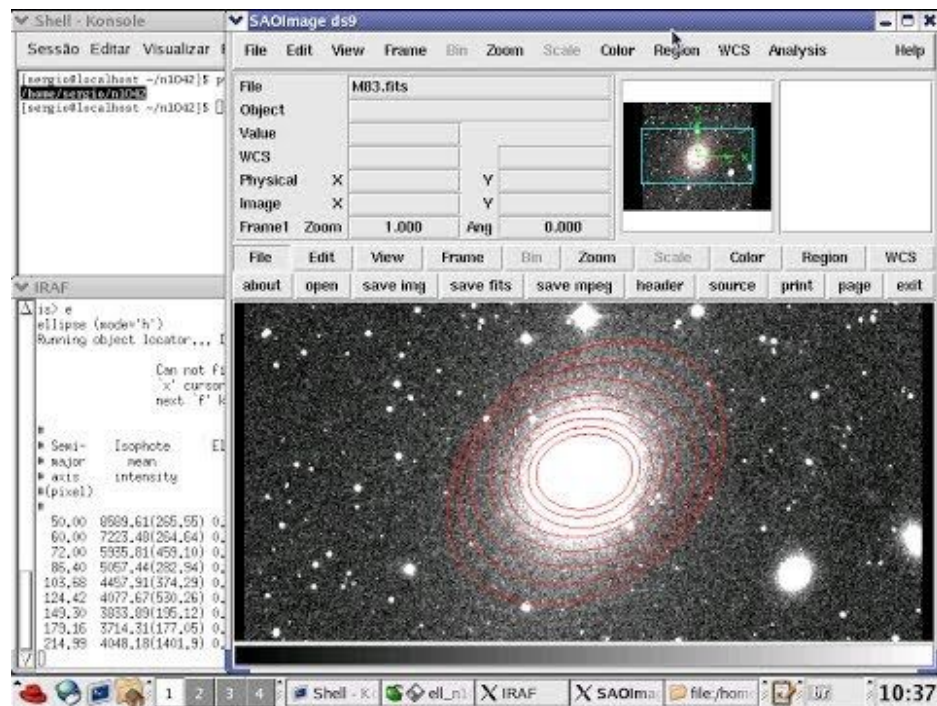 Shell - Konsole
Sessão Editar Visualizar
[sergio@localhost ~/n1042]$ p
/home/sergio/n1042
[sergio@localhost ~/n1042]$
SAOImage ds9
File Edit View Frame Bin Zoom Scale Color Region WCS Analysis Help
File M83.fits
Object
Value
WCS
Physical X Y
Image X Y
Frame1 Zoom 1.000 Ang 0.000
File Edit View Frame Bin Zoom Scale Color Region WCS
about open save img save fits save mpeg header source print page exit
IRAF
is> e
ellipse (mode='h')
Running object locator...
Can not fi
'x' cursor
next 'f' k
#
# Semi- Isophote El
# major mean
# axis intensity
#(pixel)
#
50.00 8589.61(265.55) 0.
60.00 7223.48(264.64) 0.
72.00 5935.81(459.10) 0.
86.40 5057.44(282.94) 0.
103.68 4457.91(374.29) 0.
124.42 4077.67(530.26) 0.
149.30 3833.89(195.12) 0.
179.16 3714.31(177.05) 0.
214.99 4048.18(1401.9) 0.
1 2 3 4 Shell - K ell_n1 IRAF SAOIma file:/hom us 10:37